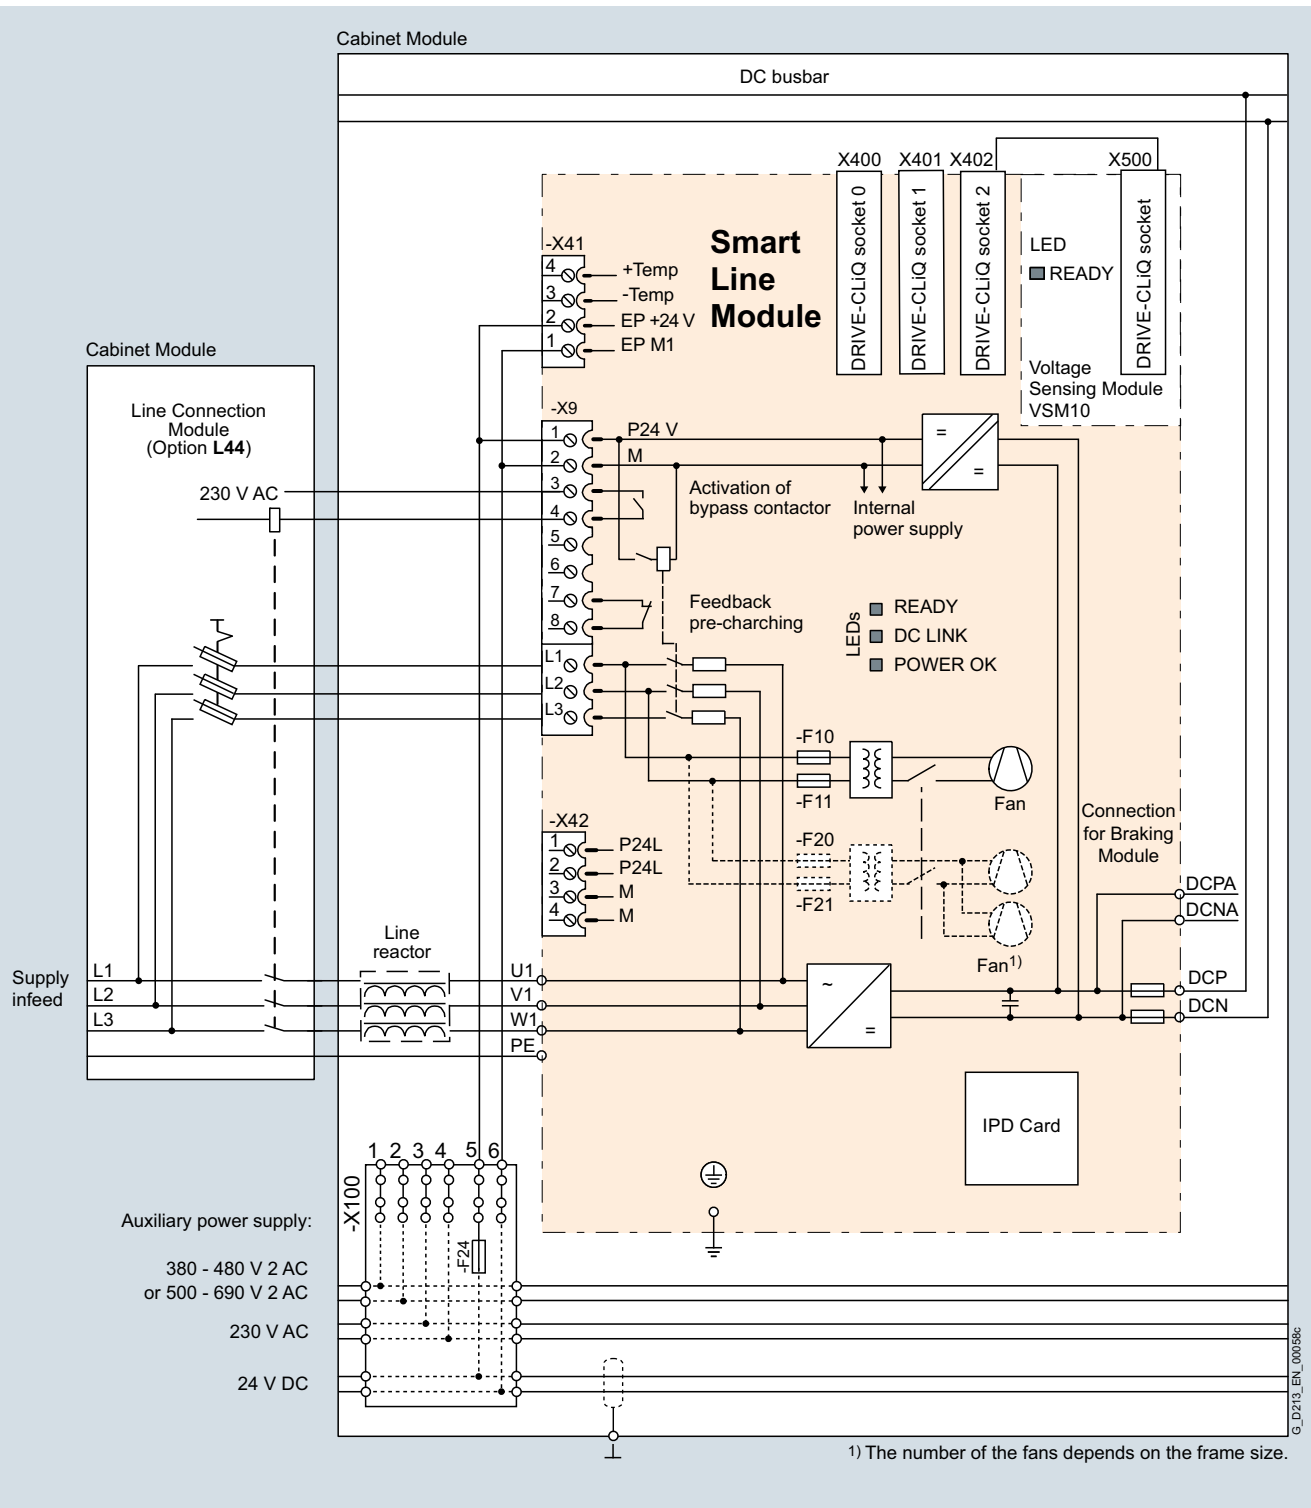 Cabinet Module
DC busbar
X400
X401
X402
X500
DRIVE-CLiQ socket 0
DRIVE-CLiQ socket 1
DRIVE-CLiQ socket 2
DRIVE-CLiQ socket
LED
READY
Voltage
Sensing Module
VSM10
Smart
Line
Module
-X41
4 +Temp
3 -Temp
2 EP +24 V
1 EP M1
Cabinet Module
Line Connection
Module
(Option L44)
230 V AC
-X9
1 P24 V
2 M
3
4
5
6
7
8
L1
L2
L3
=
=
Activation of
bypass contactor
Internal
power supply
Feedback
pre-charching
LEDs
READY
DC LINK
POWER OK
-F10
-F11
Fan
-F20
-F21
Fan1)
Connection
for Braking
Module
DCPA
DCNA
DCP
DCN
-X42
1 P24L
2 P24L
3 M
4 M
Line
reactor
Supply
infeed
L1
L2
L3
U1
V1
W1
PE
~
=
IPD Card
-X100
1 2 3 4 5 6
-F24
Auxiliary power supply:
380 - 480 V 2 AC
or 500 - 690 V 2 AC
230 V AC
24 V DC
G_D213_EN_00058c
1) The number of the fans depends on the frame size.